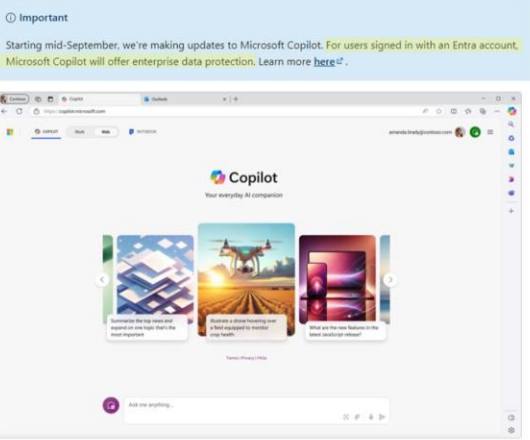 Important
Starting mid-September, we're making updates to Microsoft Copilot. For users signed in with an Entra account,
Microsoft Copilot will offer enterprise data protection. Learn more here.
Contoso
Copilot
Outlook
https://copilot.microsoft.com
COPILOT
Work
Web
NOTEBOOK
Copilot
Your everyday AI companion
Summarize the top news and
expand on one topic that's the
most important
Illustrate a drone hovering over
a field equipped to monitor
crop health
What are the new features in the
latest JavaScript release?
Terms | Privacy | FAQs
Ask me anything...